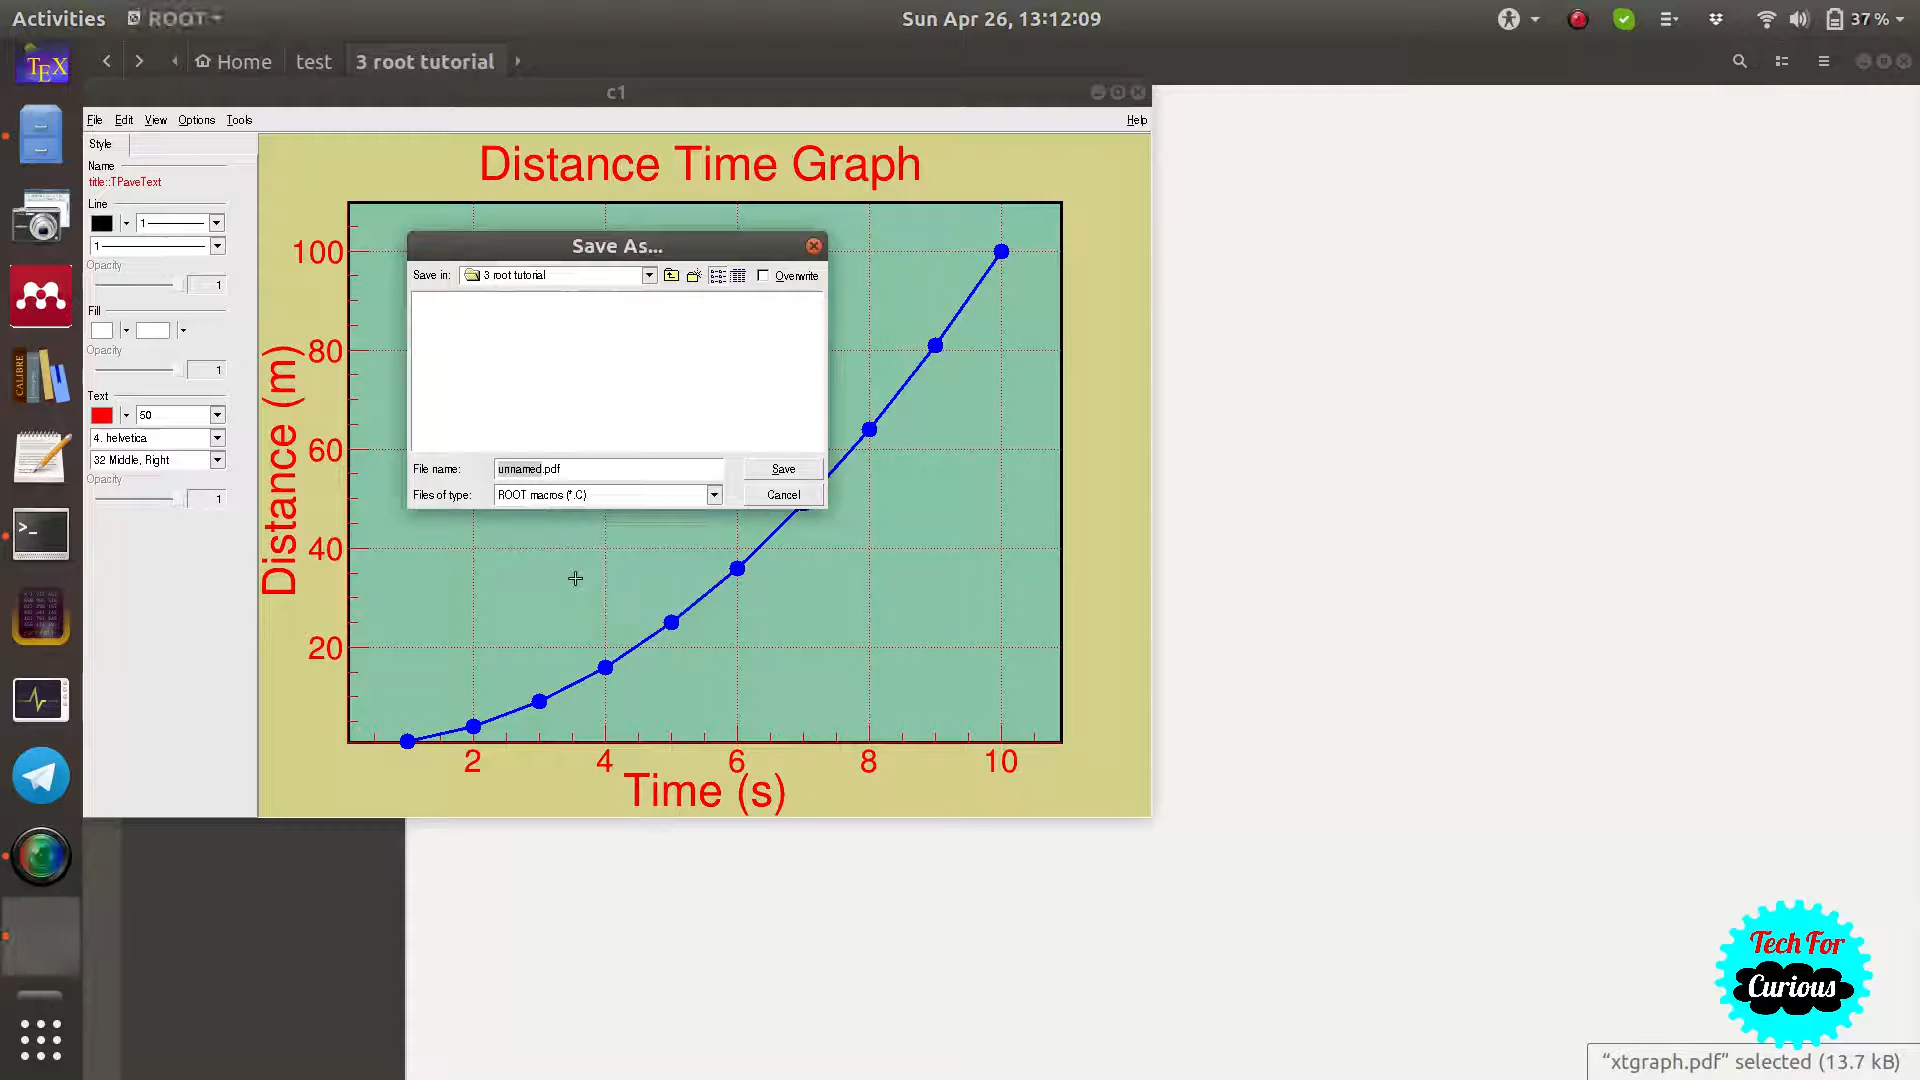 Activities
ROOT
Sun Apr 26, 13:12:09
37 %
TEX
Home
test
3 root tutorial
c1
File Edit View Options Tools
Help
Style
Name
title::TPaveText
Line
1
1
Opacity
1
Fill
Opacity
1
Text
50
4. helvetica
32 Middle, Right
Opacity
1
Distance Time Graph
Distance (m)
100
80
60
40
20
2
4
6
8
10
Time (s)
Save As...
Save in:
3 root tutorial
Overwrite
File name:
unnamed.pdf
Save
Files of type:
ROOT macros (*.C)
Cancel
CALIBRE
>_
Tech For
Curious
“xtgraph.pdf” selected (13.7 kB)